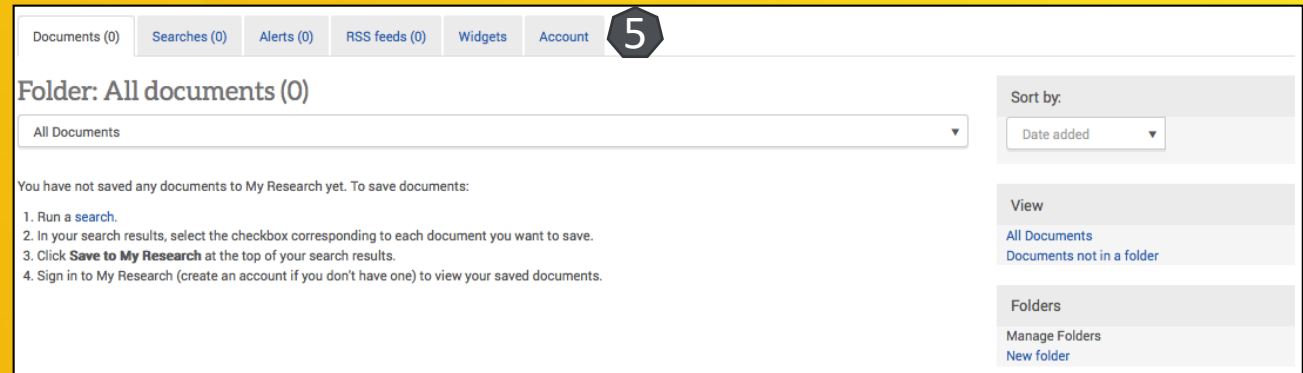 Documents (0) Searches (0) Alerts (0) RSS feeds (0) Widgets Account 5
Folder: All documents (0)
All Documents
You have not saved any documents to My Research yet. To save documents:
1. Run a search.
2. In your search results, select the checkbox corresponding to each document you want to save.
3. Click Save to My Research at the top of your search results.
4. Sign in to My Research (create an account if you don't have one) to view your saved documents.
Sort by:
Date added
View
All Documents
Documents not in a folder
Folders
Manage Folders
New folder